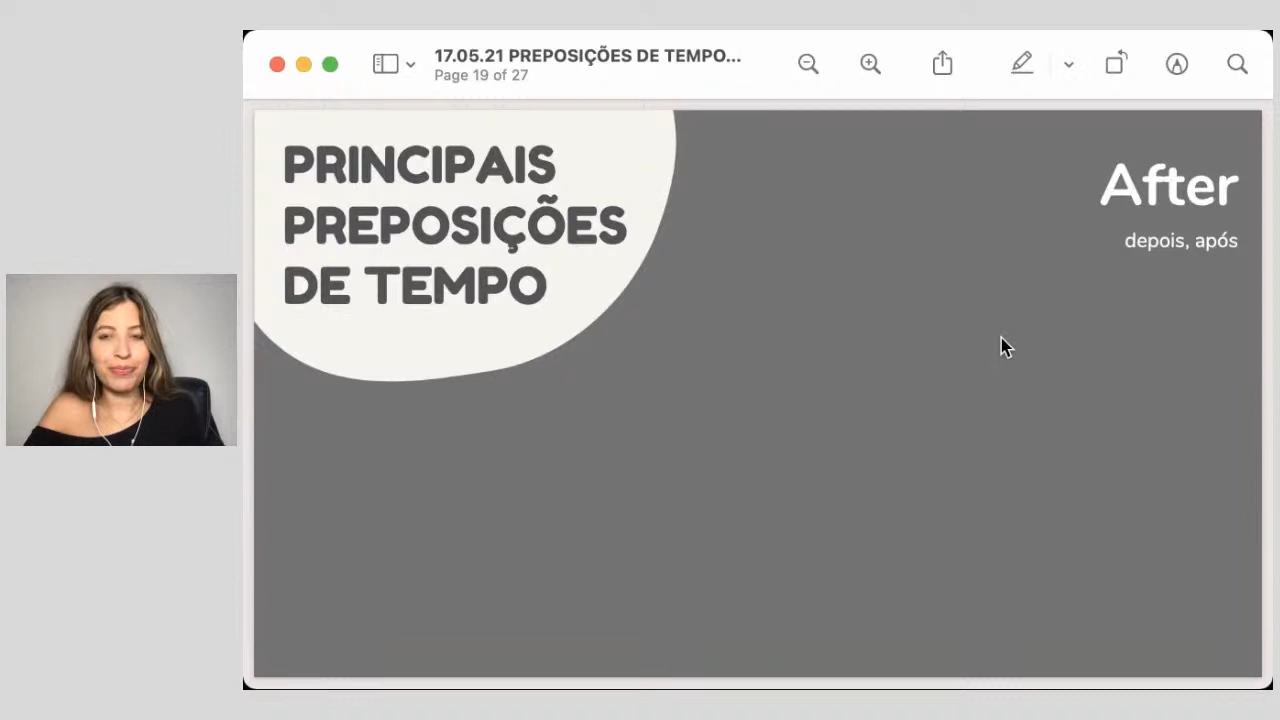 17.05.21 PREPOSIÇÕES DE TEMPO...
Page 19 of 27
PRINCIPAIS
PREPOSIÇÕES
DE TEMPO
After
depois, após